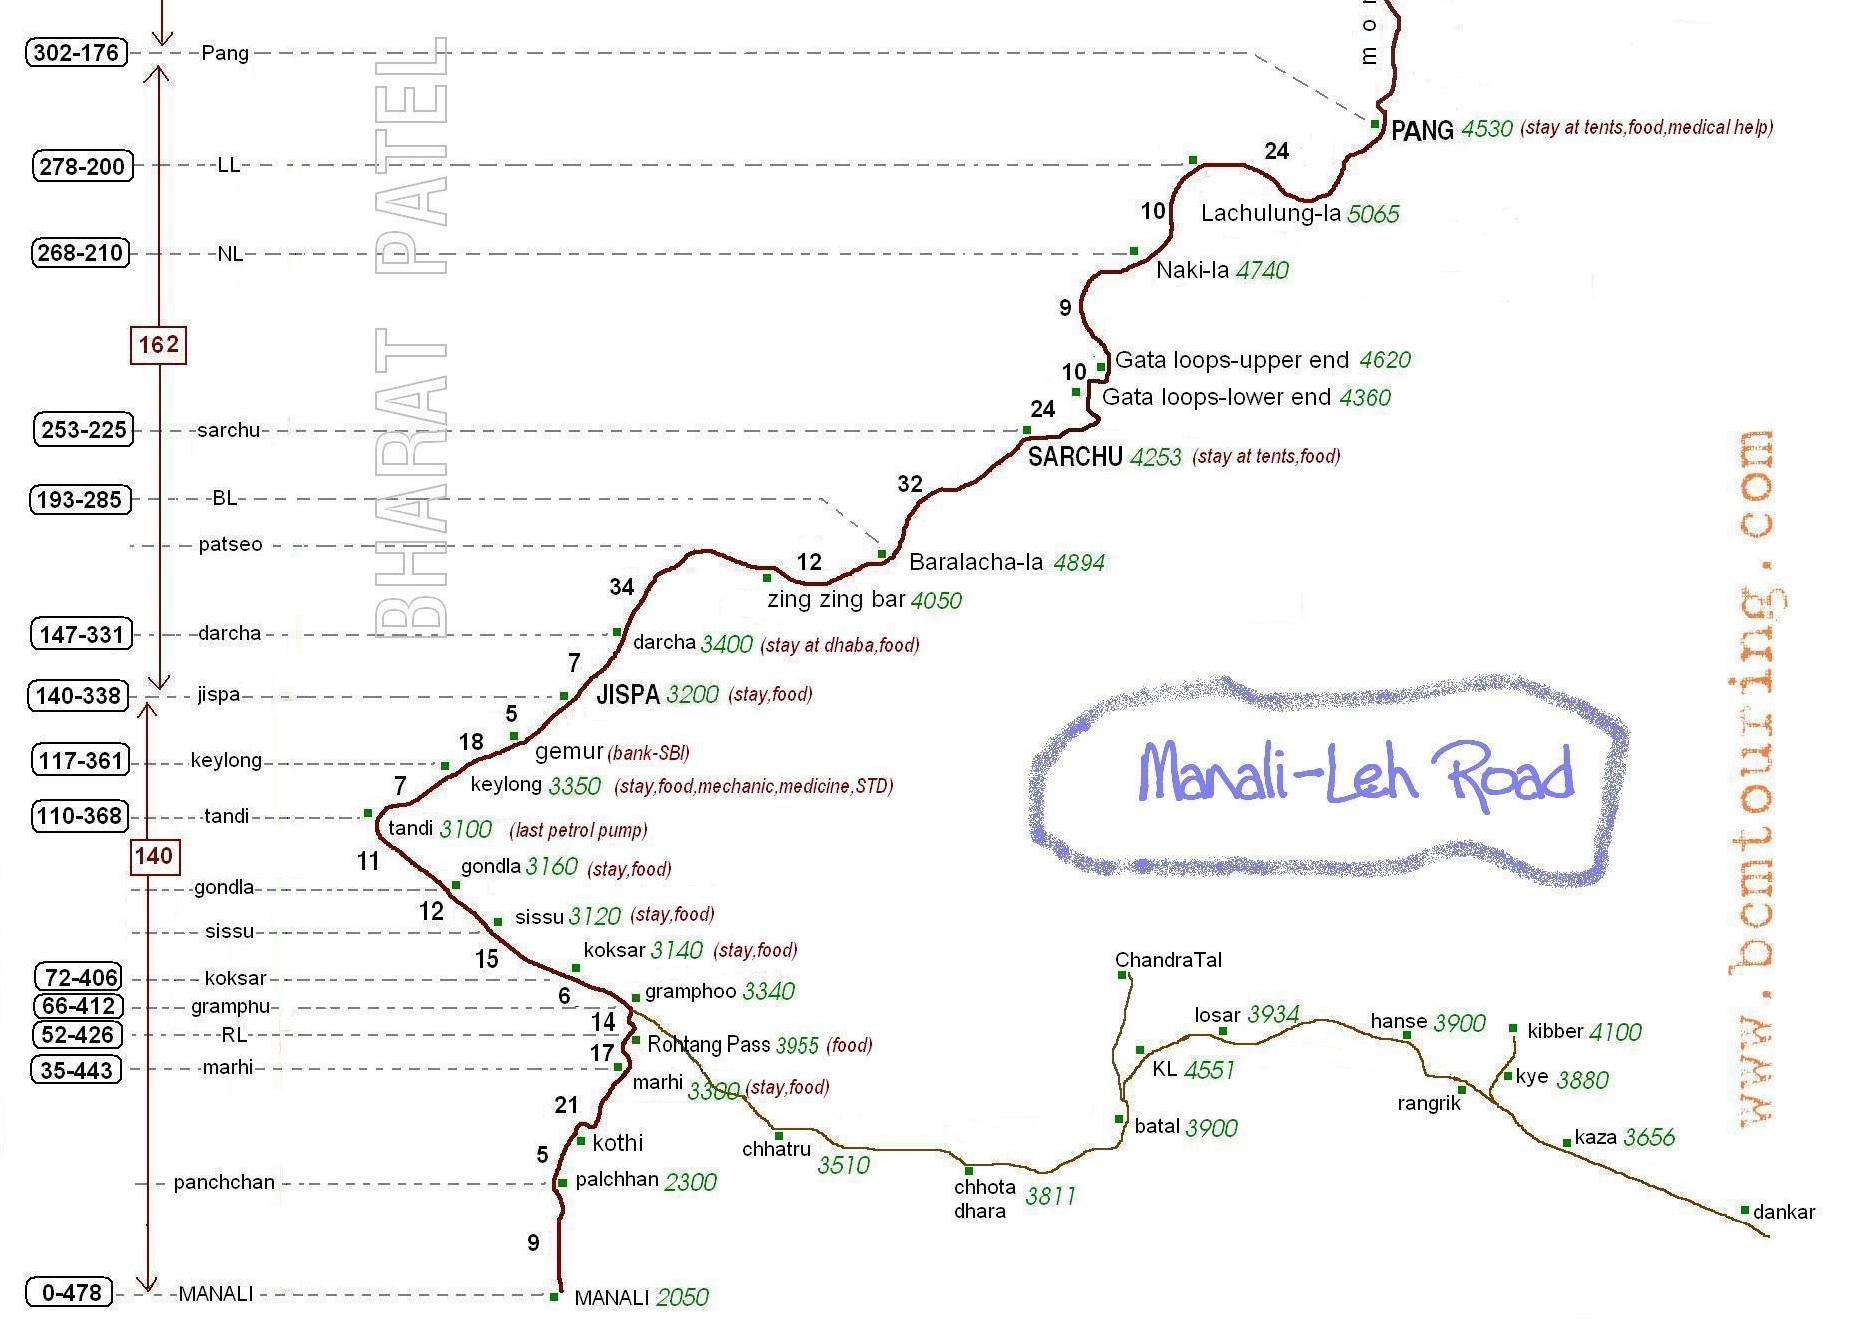 mor
302-176 Pang
PANG 4530 (stay at tents,food,medical help)
24
278-200 LL
10 Lachulung-la 5065
268-210 NL
Naki-la 4740
9
162
Gata loops-upper end 4620
10
Gata loops-lower end 4360
24
253-225 sarchu
SARCHU 4253 (stay at tents,food)
32
193-285 BL
patseo
12 Baralacha-la 4894
34
zing zing bar 4050
147-331 darcha
darcha 3400 (stay at dhaba,food)
7
140-338 jispa
JISPA 3200 (stay,food)
5
18 gemur (bank-SBI)
117-361 keylong
7 keylong 3350 (stay,food,mechanic,medicine,STD)
110-368 tandi
tandi 3100 (last petrol pump)
140
11
gondla 3160 (stay,food)
gondla
12
sissu 3120 (stay,food)
sissu
15
koksar 3140 (stay,food)
72-406 koksar
6 gramphoo 3340
66-412 gramphu
14
52-426 RL
Rohtang Pass 3955 (food)
17
35-443 marhi
marhi 3300 (stay,food)
21
kothi
5
panchchan
palchhan 2300
9
0-478 MANALI
MANALI 2050
BHARAT PATEL
Manali-Leh Road
www.bcmtouring.com
ChandraTal
losar 3934
hanse 3900
kibber 4100
KL 4551
kye 3880
rangrik
batal 3900
kaza 3656
chhatru 3510
chhota
dhara 3811
dankar